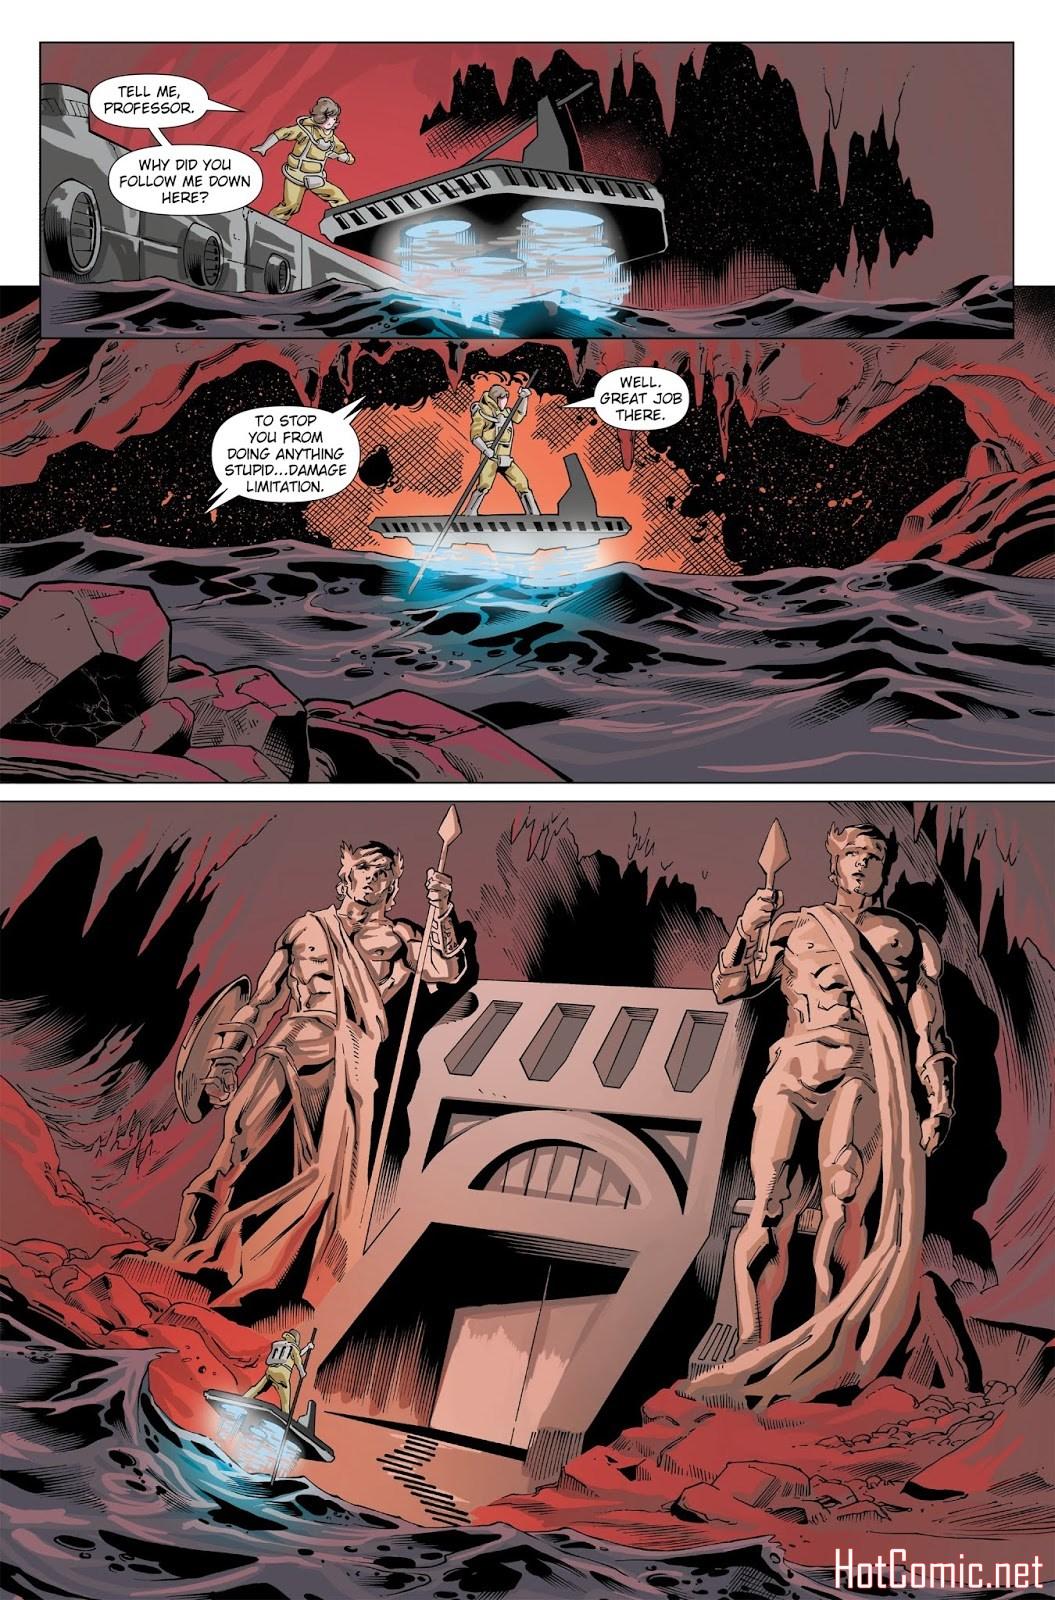 TELL ME,
PROFESSOR.
WHY DID YOU
FOLLOW ME DOWN
HERE?
TO STOP
YOU FROM
DOING ANYTHING
STUPID...DAMAGE
LIMITATION.
WELL.
GREAT JOB
THERE.
HotComic.net